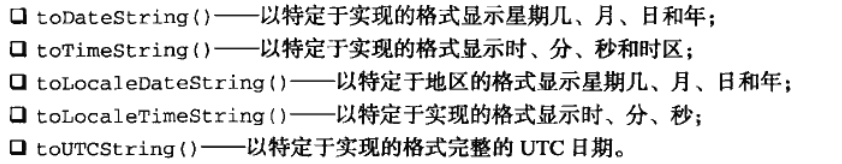 ❑ toDateString()——以特定于实现的格式显示星期几、月、日和年；
❑ toTimeString()——以特定于实现的格式显示时、分、秒和时区；
❑ toLocaleDateString()——以特定于地区的格式显示星期几、月、日和年；
❑ toLocaleTimeString()——以特定于实现的格式显示时、分、秒；
❑ toUTCString()——以特定于实现的格式完整的 UTC 日期。